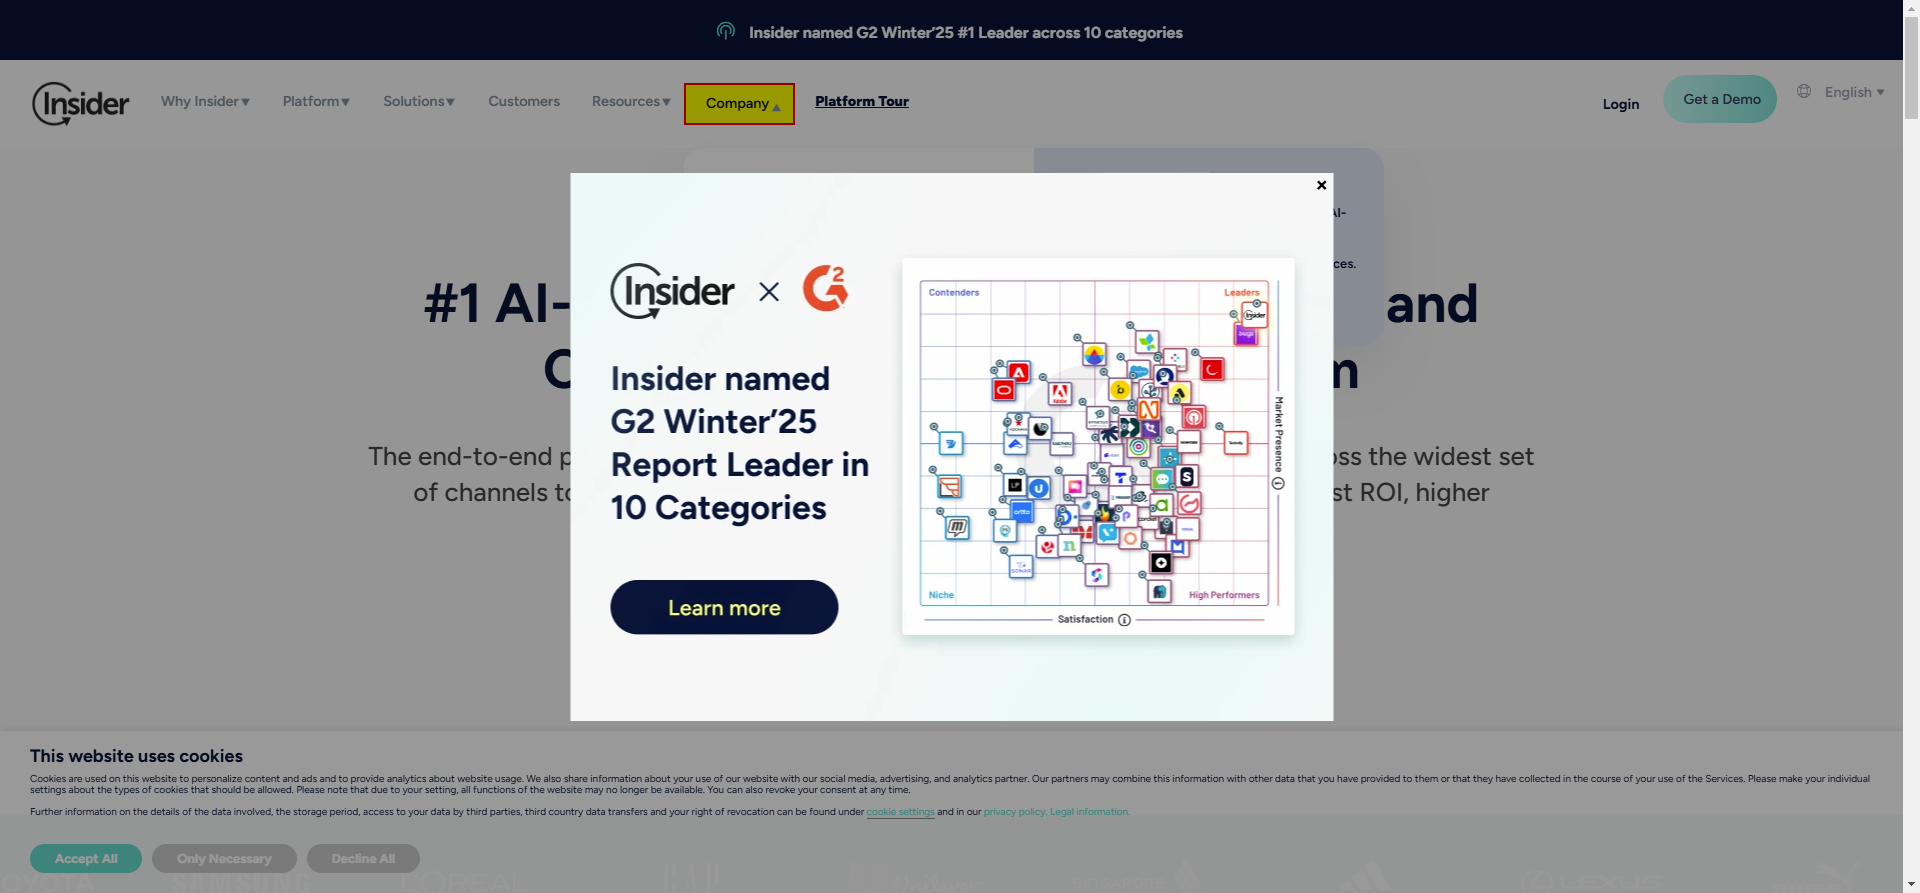 Insider named G2 Winter’25 #1 Leader across 10 categories
Insider
Why Insider
Platform
Solutions
Customers
Resources
Company
Platform Tour
Login
Get a Demo
English
AI-
ces.
#1 AI-
and
The end-to-end p
oss the widest set
of channels to
st ROI, higher
Insider
G2
Insider named
G2 Winter’25
Report Leader in
10 Categories
Learn more
Contenders
Leaders
Insider
Adobe
Market Presence
Niche
High Performers
Satisfaction
This website uses cookies
Cookies are used on this website to personalize content and ads and to provide analytics about website usage. We also share information about your use of our website with our social media, advertising, and analytics partner. Our partners may combine this information with other data that you have provided to them or that they have collected in the course of your use of the Services. Please make your individual
settings about the types of cookies that should be allowed. Please note that due to your setting, all functions of the website may no longer be available. You can also revoke your consent at any time.
Further information on the details of the data involved, the storage period, access to your data by third parties, third country data transfers and your right of revocation can be found under cookie settings and in our privacy policy. Legal information.
Accept All
Only Necessary
Decline All
OYOTA
SAMSUNG
LOREAL
SINGAPORE
LEXUS